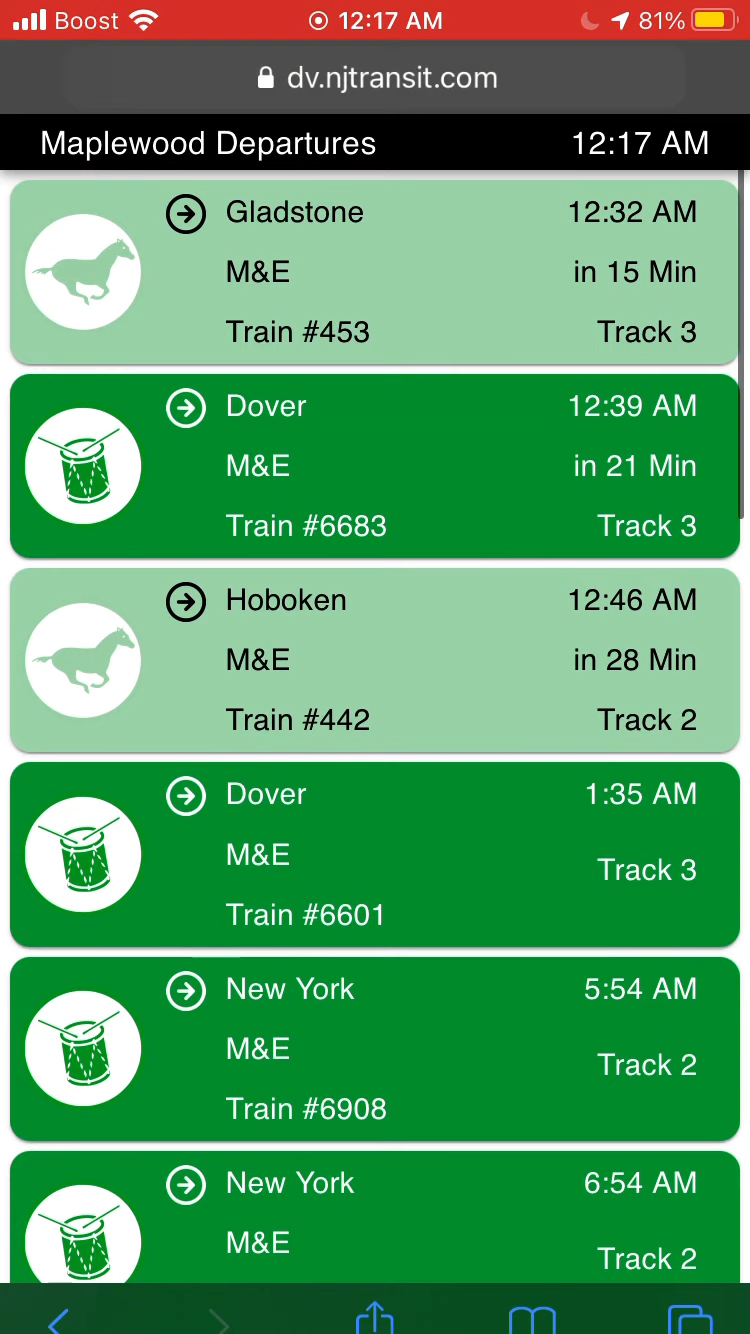 Boost 12:17 AM 81%
dv.njtransit.com
Maplewood Departures 12:17 AM
Gladstone 12:32 AM
M&E in 15 Min
Train #453 Track 3
Dover 12:39 AM
M&E in 21 Min
Train #6683 Track 3
Hoboken 12:46 AM
M&E in 28 Min
Train #442 Track 2
Dover 1:35 AM
M&E
Track 3
Train #6601
New York 5:54 AM
M&E
Track 2
Train #6908
New York 6:54 AM
M&E
Track 2